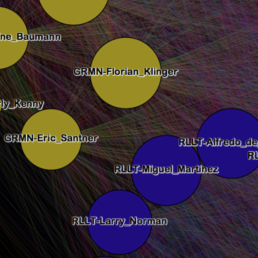 ne_Baumann
GRMN-Florian_Klinger
ly_Kenny
GRMN-Eric_Santner
RLLT-Alfredo_de
RL
RLLT-Miguel_Martinez
RLLT-Larry_Norman